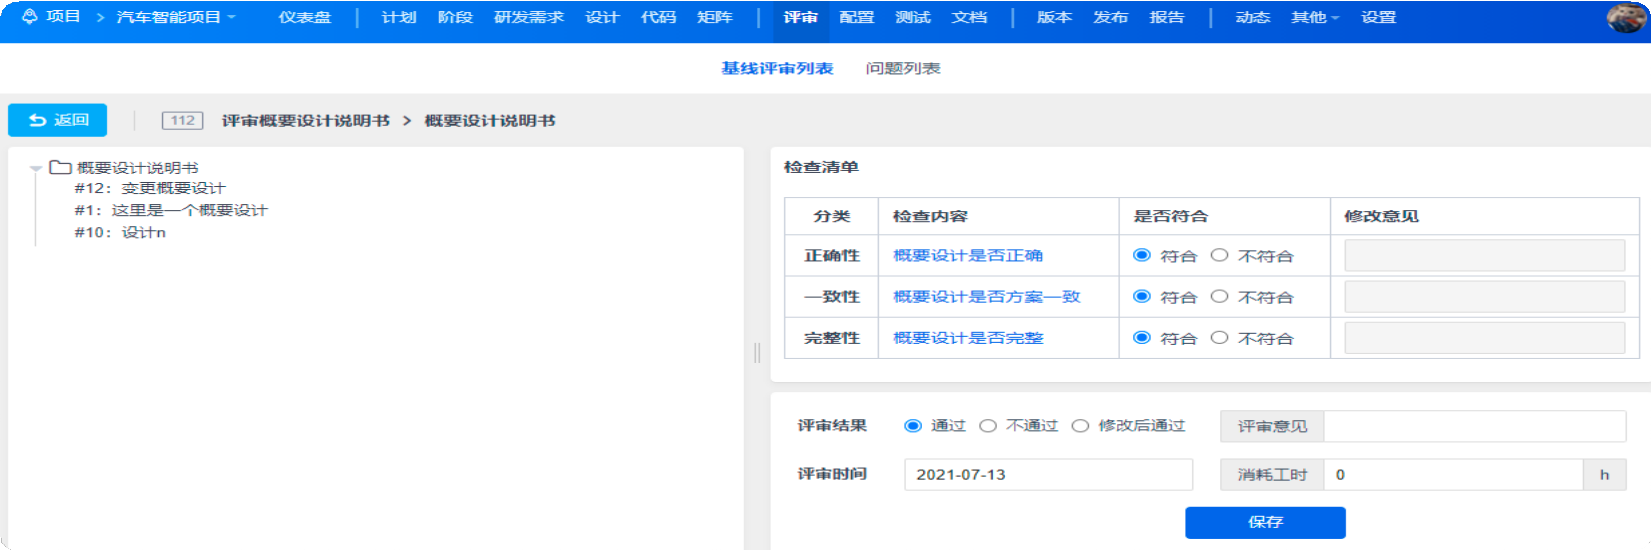 项目 > 汽车智能项目 仪表盘 | 计划 阶段 研发需求 设计 代码 矩阵 | 评审 配置 测试 文档 | 版本 发布 报告 | 动态 其他 设置
基线评审列表 问题列表
返回 112 评审概要设计说明书 > 概要设计说明书
概要设计说明书
#12: 变更概要设计
#1: 这里是一个概要设计
#10: 设计n
检查清单
分类 检查内容 是否符合 修改意见
正确性 概要设计是否正确 符合 不符合
一致性 概要设计是否方案一致 符合 不符合
完整性 概要设计是否完整 符合 不符合
评审结果 通过 不通过 修改后通过 评审意见
评审时间 2021-07-13 消耗工时 0 h
保存